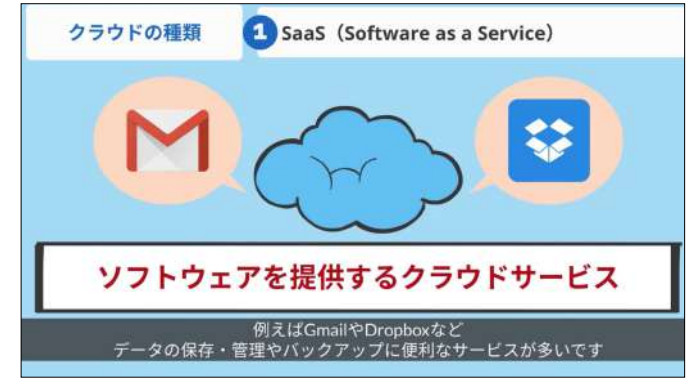 クラウドの種類
1 SaaS（Software as a Service）
ソフトウェアを提供するクラウドサービス
例えばGmailやDropboxなど
データの保存・管理やバックアップに便利なサービスが多いです